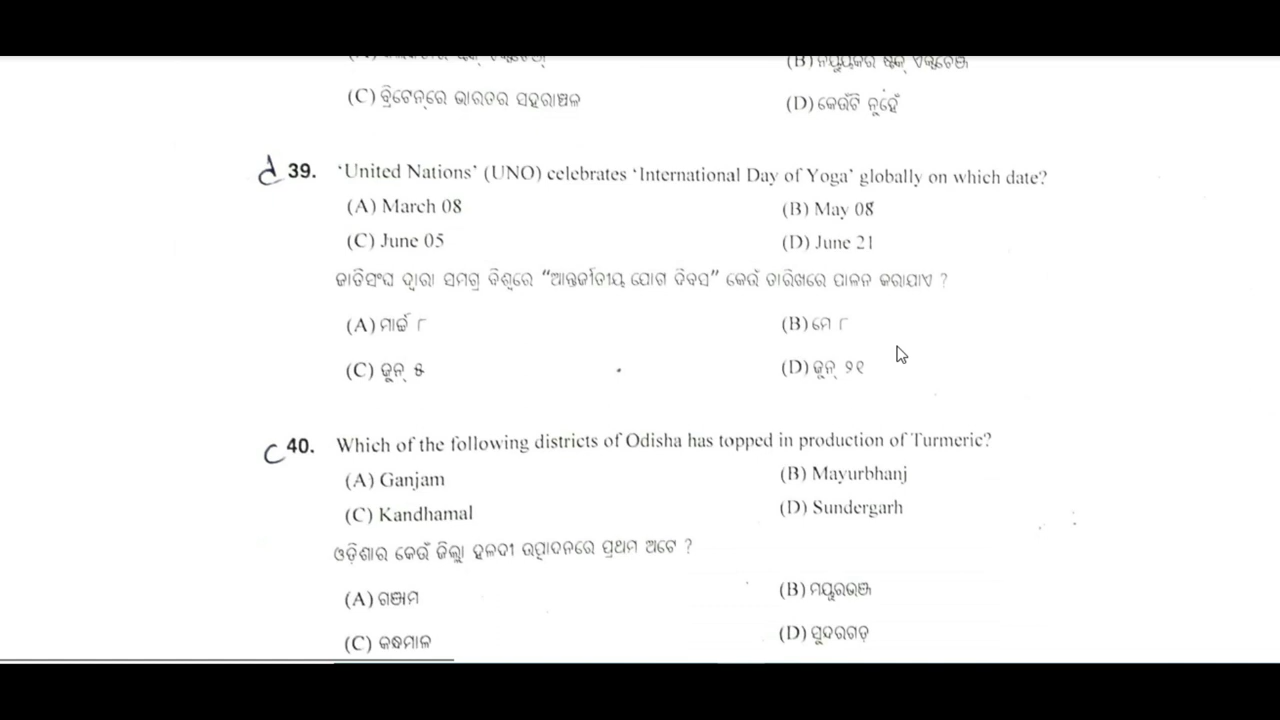 (C) ବ୍ରିଟେନ୍‌ରେ ଭାରତର ସହରାଞ୍ଚଳ
(D) କେଉଁଟି ନୁହେଁ
d 39. ‘United Nations’ (UNO) celebrates ‘International Day of Yoga’ globally on which date?
(A) March 08
(B) May 08
(C) June 05
(D) June 21
ଜାତିସଂଘ ଦ୍ୱାରା ସମଗ୍ର ବିଶ୍ୱରେ “ଆନ୍ତର୍ଜାତୀୟ ଯୋଗ ଦିବସ” କେଉଁ ତାରିଖରେ ପାଳନ କରାଯାଏ ?
(A) ମାର୍ଚ୍ଚ ୮
(B) ମେ ୮
(C) ଜୁନ୍ ୫
(D) ଜୁନ୍ ୨୧
C 40. Which of the following districts of Odisha has topped in production of Turmeric?
(A) Ganjam
(B) Mayurbhanj
(C) Kandhamal
(D) Sundergarh
ଓଡ଼ିଶାର କେଉଁ ଜିଲ୍ଲା ହଳଦୀ ଉତ୍ପାଦନରେ ପ୍ରଥମ ଅଟେ ?
(A) ଗଞ୍ଜାମ
(B) ମୟୂରଭଞ୍ଜ
(C) କନ୍ଧମାଳ
(D) ସୁନ୍ଦରଗଡ଼